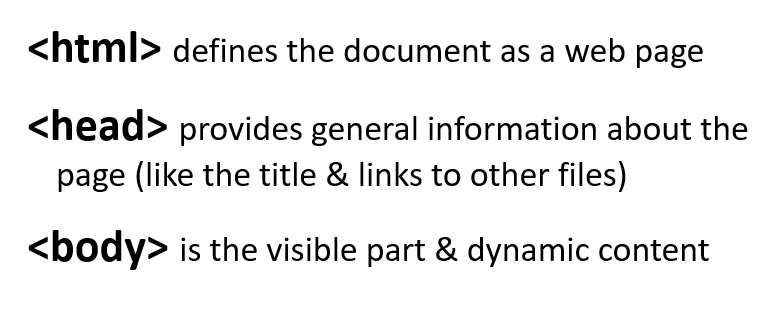 <html> defines the document as a web page
<head> provides general information about the
page (like the title & links to other files)
<body> is the visible part & dynamic content